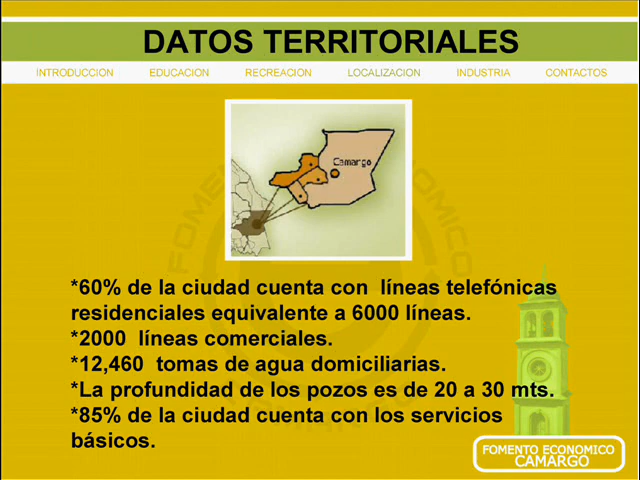 DATOS TERRITORIALES
INTRODUCCION EDUCACION RECREACION LOCALIZACION INDUSTRIA CONTACTOS
Camargo
*60% de la ciudad cuenta con líneas telefónicas
residenciales equivalente a 6000 líneas.
*2000 líneas comerciales.
*12,460 tomas de agua domiciliarias.
*La profundidad de los pozos es de 20 a 30 mts.
*85% de la ciudad cuenta con los servicios
básicos.
FOMENTO ECONOMICO
CAMARGO